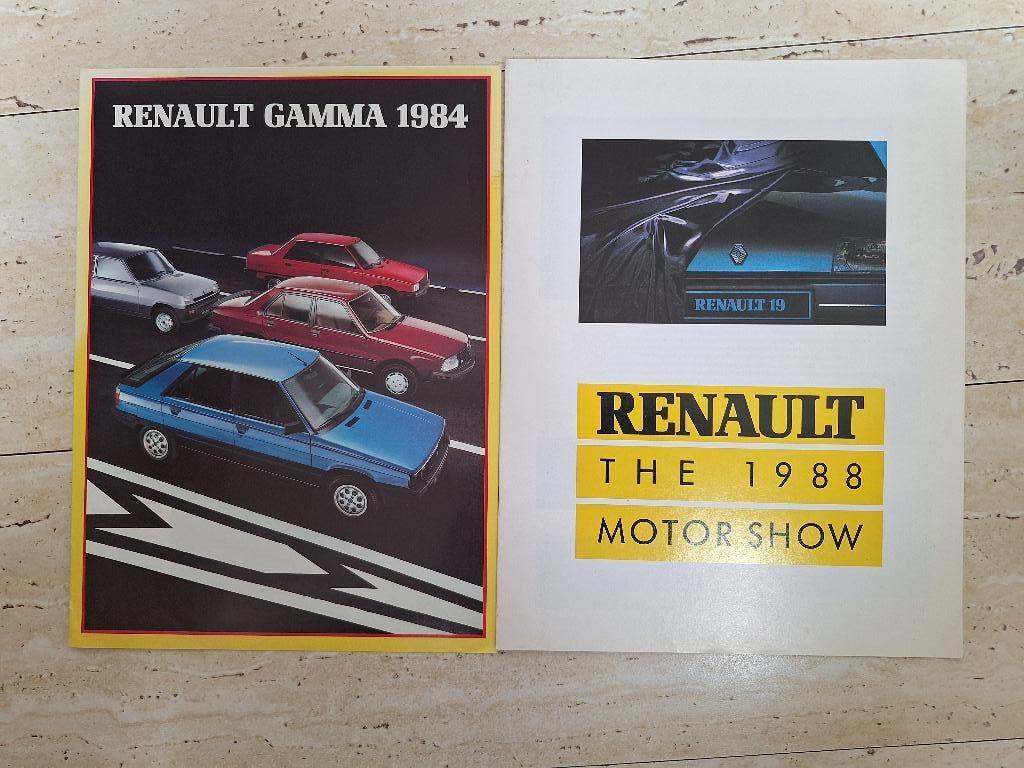 RENAULT GAMMA 1984
RENAULT 19
RENAULT
THE 1988
MOTOR SHOW